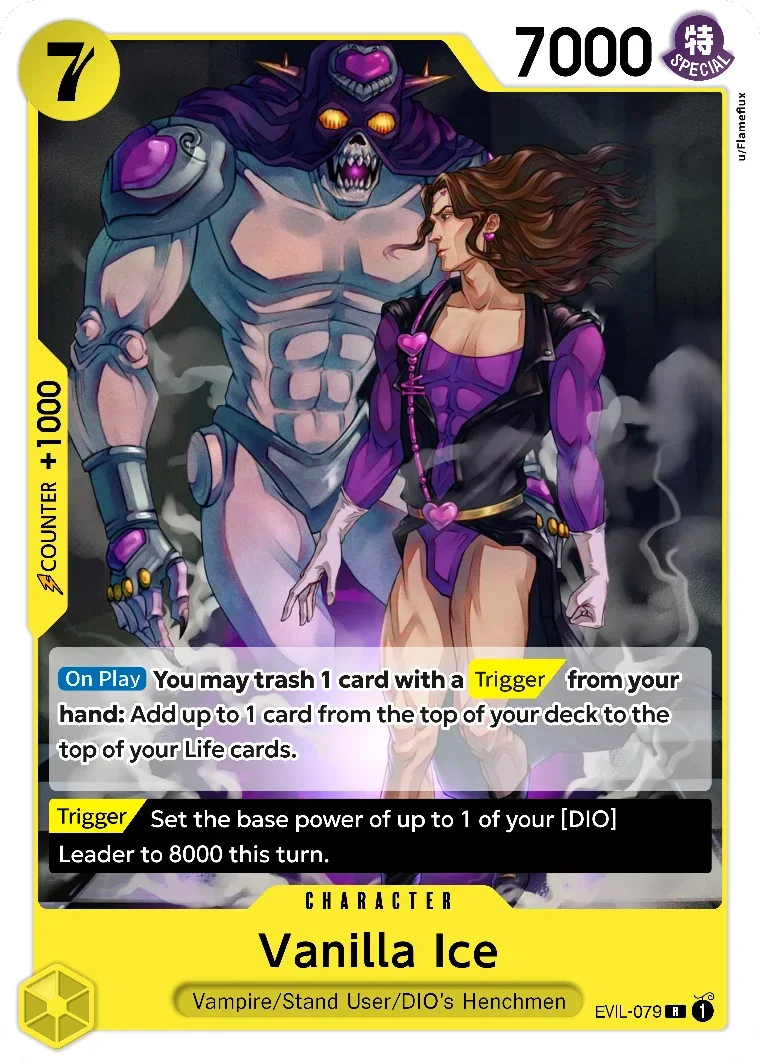 7
7000
特
SPECIAL
u/Flameflux
COUNTER +1000
On Play You may trash 1 card with a Trigger from your
hand: Add up to 1 card from the top of your deck to the
top of your Life cards.
Trigger Set the base power of up to 1 of your [DIO]
Leader to 8000 this turn.
CHARACTER
Vanilla Ice
Vampire/Stand User/DIO's Henchmen
EVIL-079 R 1